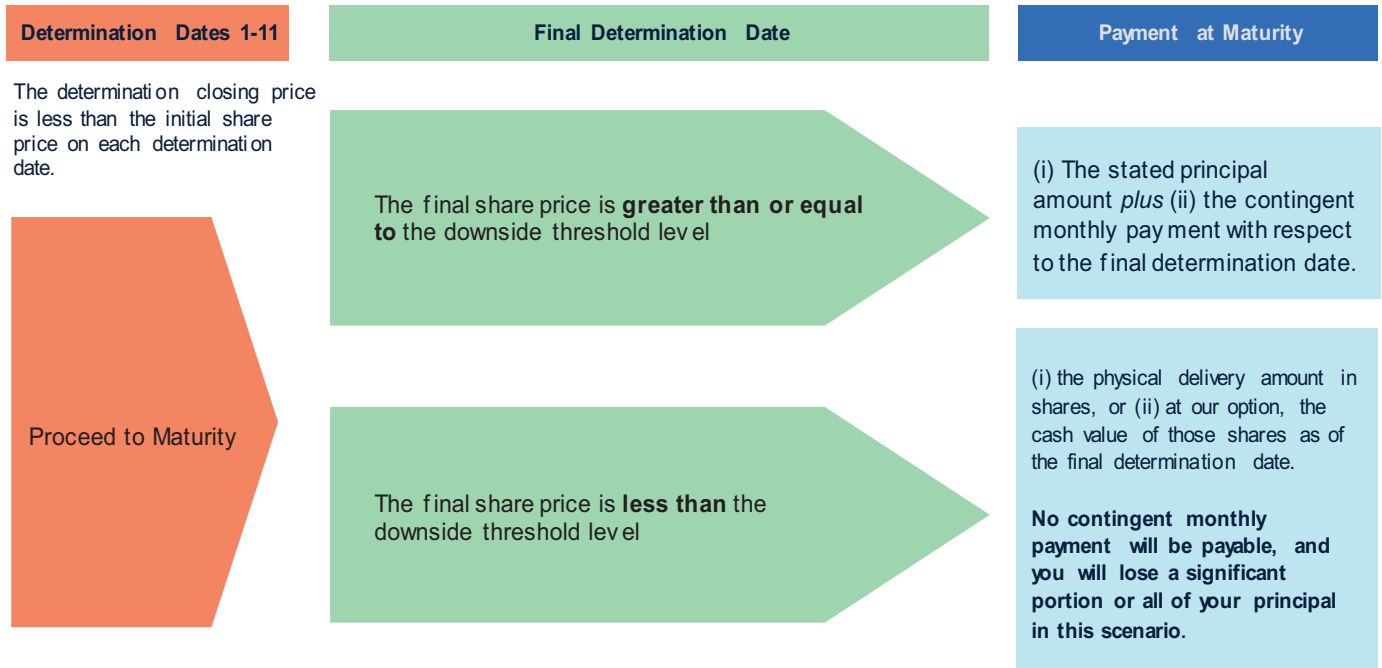 Determination Dates 1-11
Final Determination Date
Payment at Maturity
The determination closing price
is less than the initial share
price on each determination
date.
Proceed to Maturity
The final share price is greater than or equal
to the downside threshold level
(i) The stated principal
amount plus (ii) the contingent
monthly payment with respect
to the final determination date.
The final share price is less than the
downside threshold level
(i) the physical delivery amount in
shares, or (ii) at our option, the
cash value of those shares as of
the final determination date.
No contingent monthly
payment will be payable, and
you will lose a significant
portion or all of your principal
in this scenario.